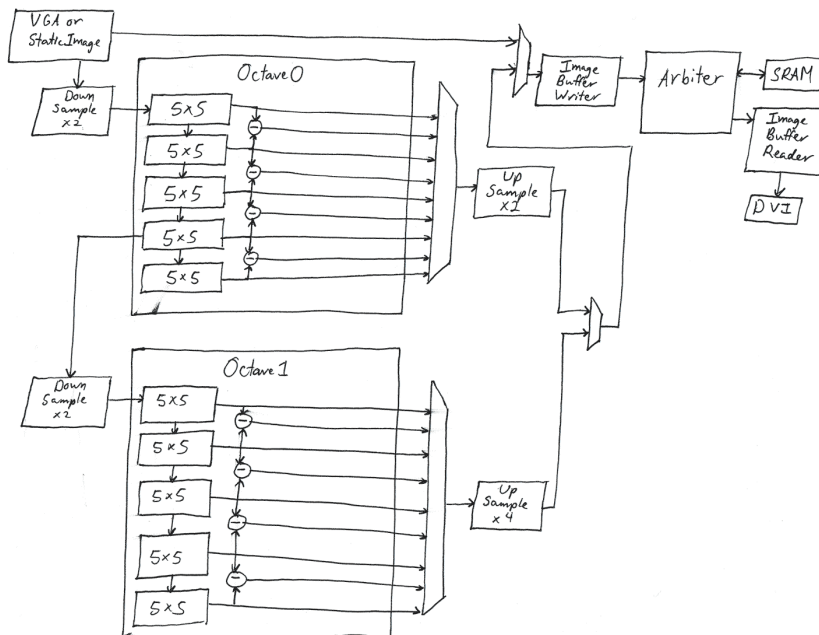 VGA or
Static Image
Down
Sample
x2
Octave 0
5x5
5x5
5x5
5x5
5x5
Up
Sample
Image
Buffer
Writer
Arbiter
SRAM
Image
Buffer
Reader
DVI
Down
Sample
x2
Octave 1
5x5
5x5
5x5
5x5
5x5
Up
Sample
x4